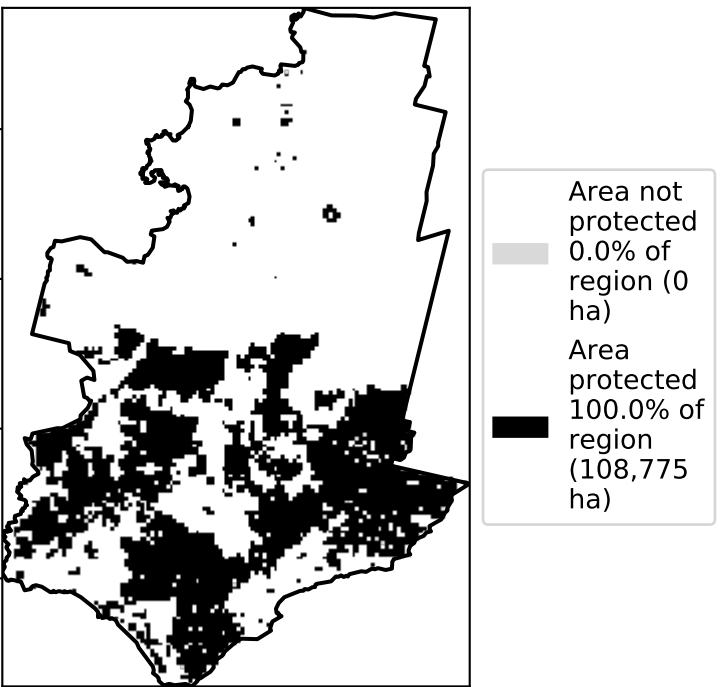 Area not
protected
0.0% of
region (0
ha)
Area
protected
100.0% of
region
(108,775
ha)